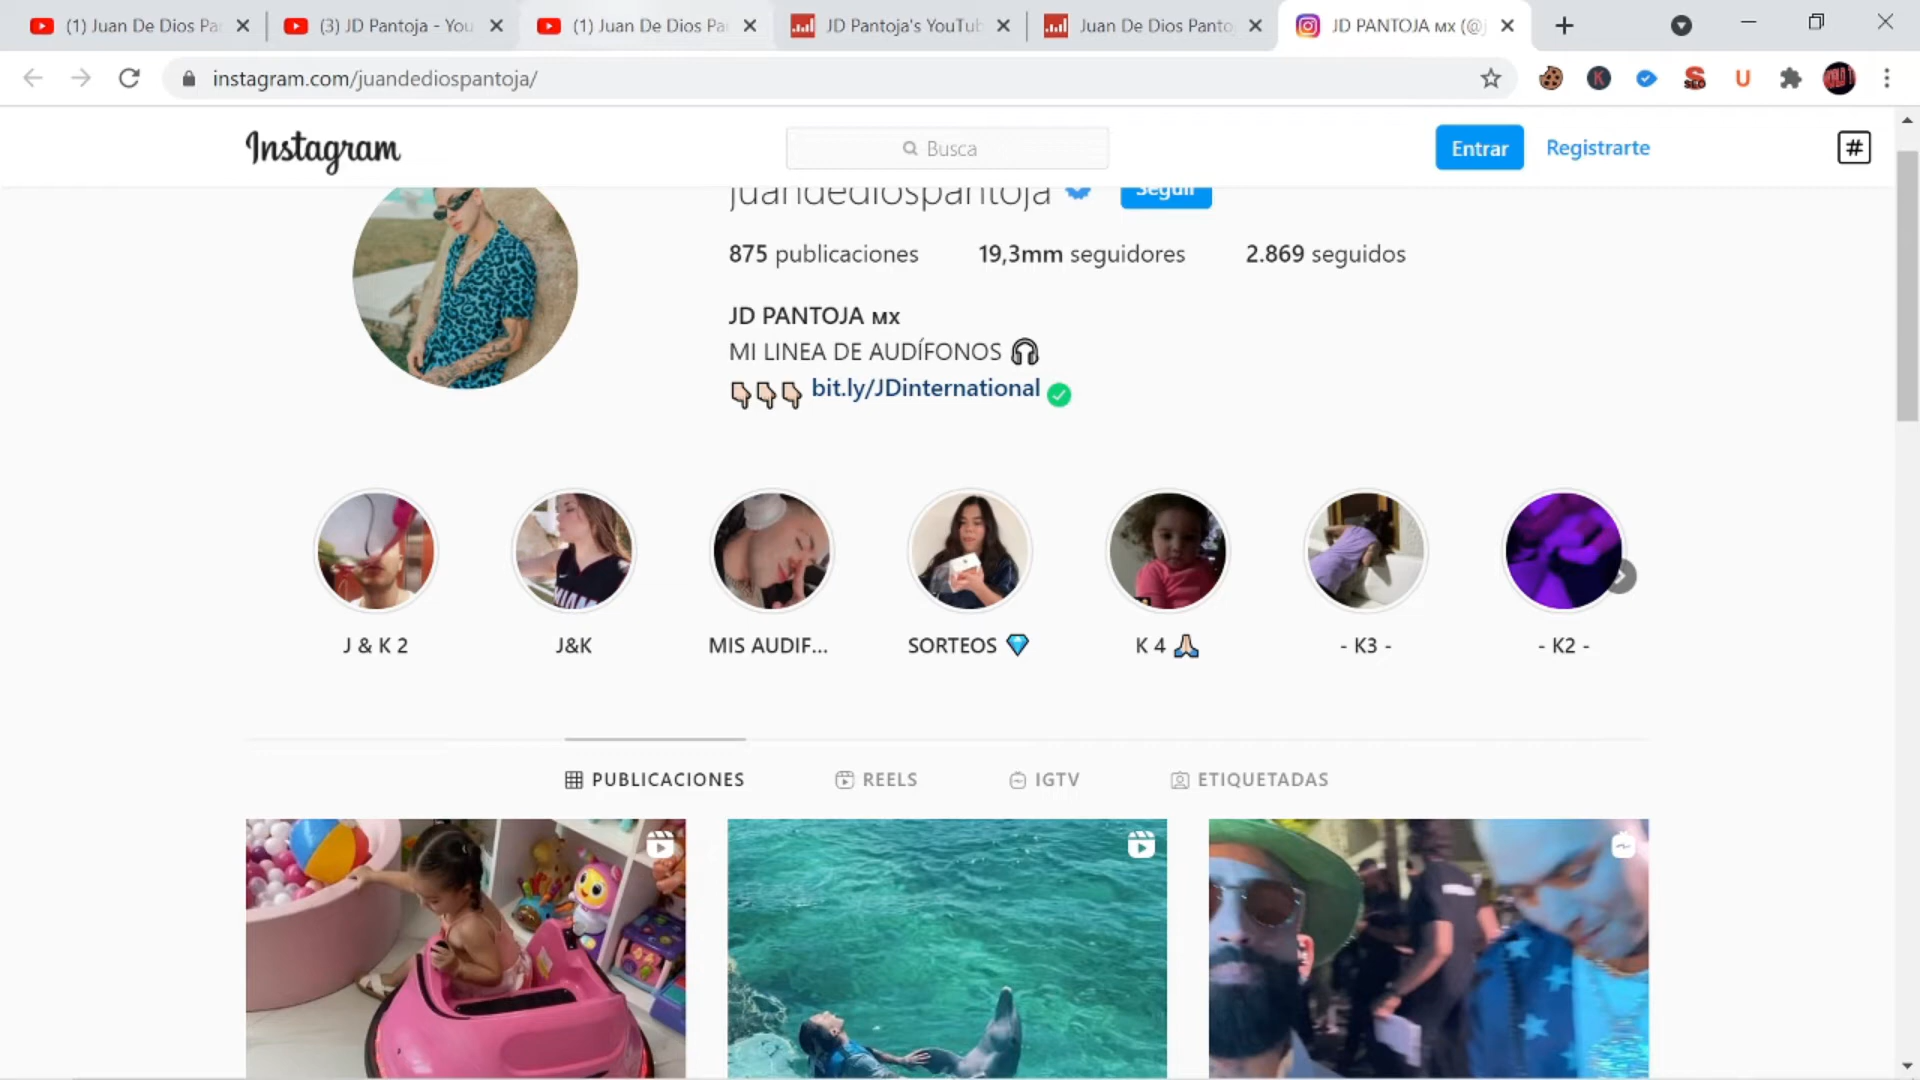 (1) Juan De Dios Pa
(3) JD Pantoja - You
(1) Juan De Dios Pa
JD Pantoja's YouTub
Juan De Dios Panto
JD PANTOJA мx (@j
instagram.com/juandediospantoja/
K
SEO
U
Instagram
Busca
Entrar
Registrarte
#
juandediospantoja
Seguir
875 publicaciones
19,3mm seguidores
2.869 seguidos
JD PANTOJA мx
MI LINEA DE AUDÍFONOS 🎧
👇🏻👇🏻👇🏻 bit.ly/JDinternational
J & K 2
J&K
MIS AUDIF...
SORTEOS 💎
K 4 🙏🏻
- K3 -
- K2 -
PUBLICACIONES
REELS
IGTV
ETIQUETADAS